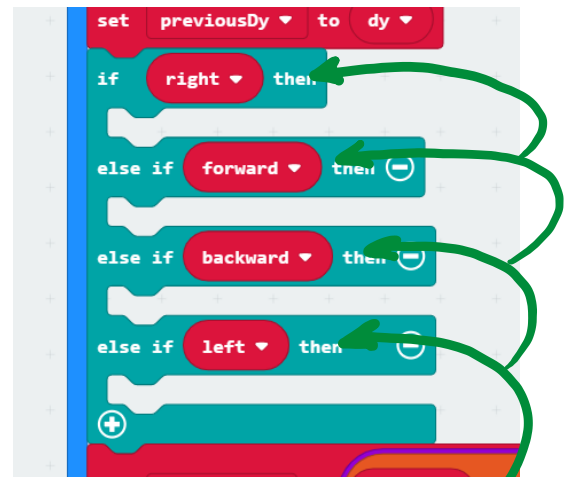 set previousDy to dy
if right then
else if forward then
else if backward then
else if left then